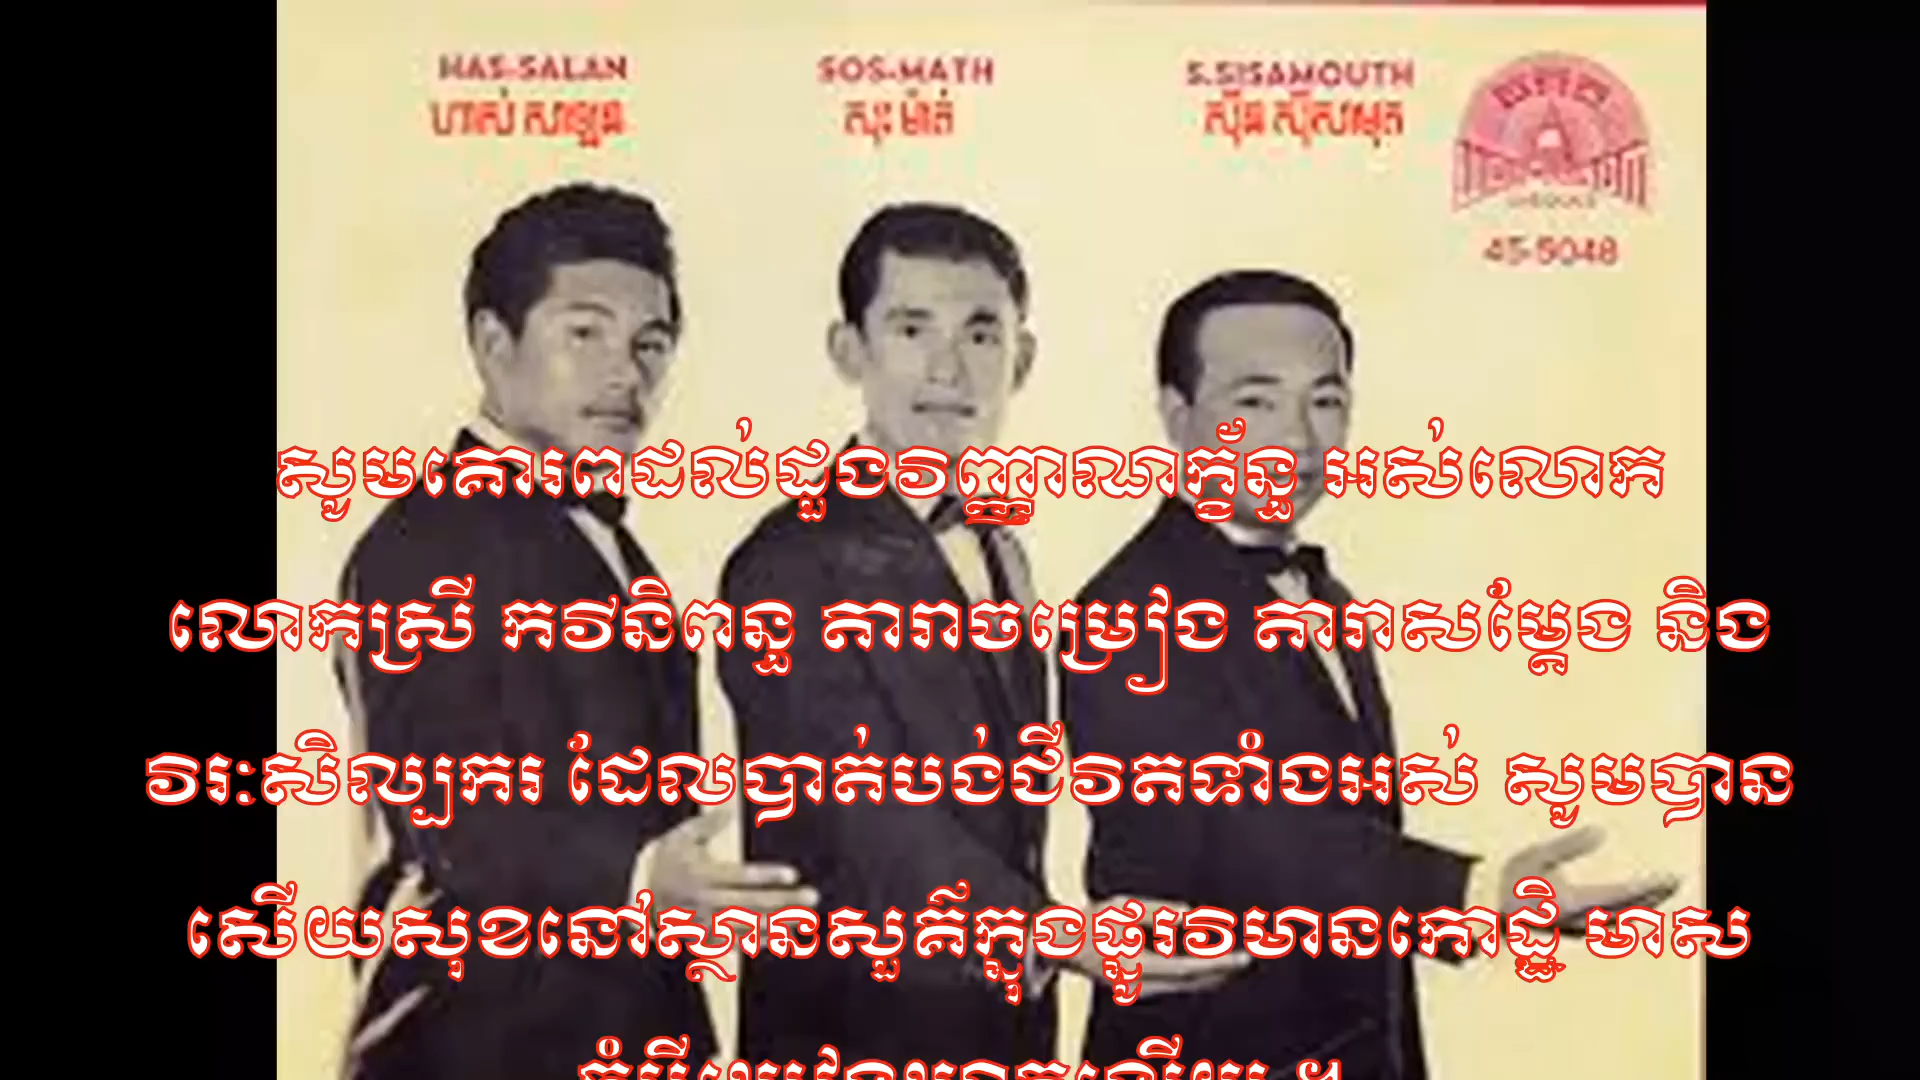 HAS-SALAN
ហាស់ សាឡន
SOS-MATH
សុះ ម៉ាត់
S.SISAMOUTH
ស៊ីន ស៊ីសាមុត
45-5048
សូមគោរពដល់ដួងវិញ្ញាណក្ខ័ន្ធ អស់លោក
លោកស្រី កវីនិពន្ធ តារាចម្រៀង តារាសម្ដែង និង
វិរៈសិល្បករ ដែលបាត់បង់ជីវិតទាំងអស់ សូមបាន
សើយសុខនៅស្ថានសួគ៌ក្នុងផ្លូវវិមានកោដ្ឋិ មាស